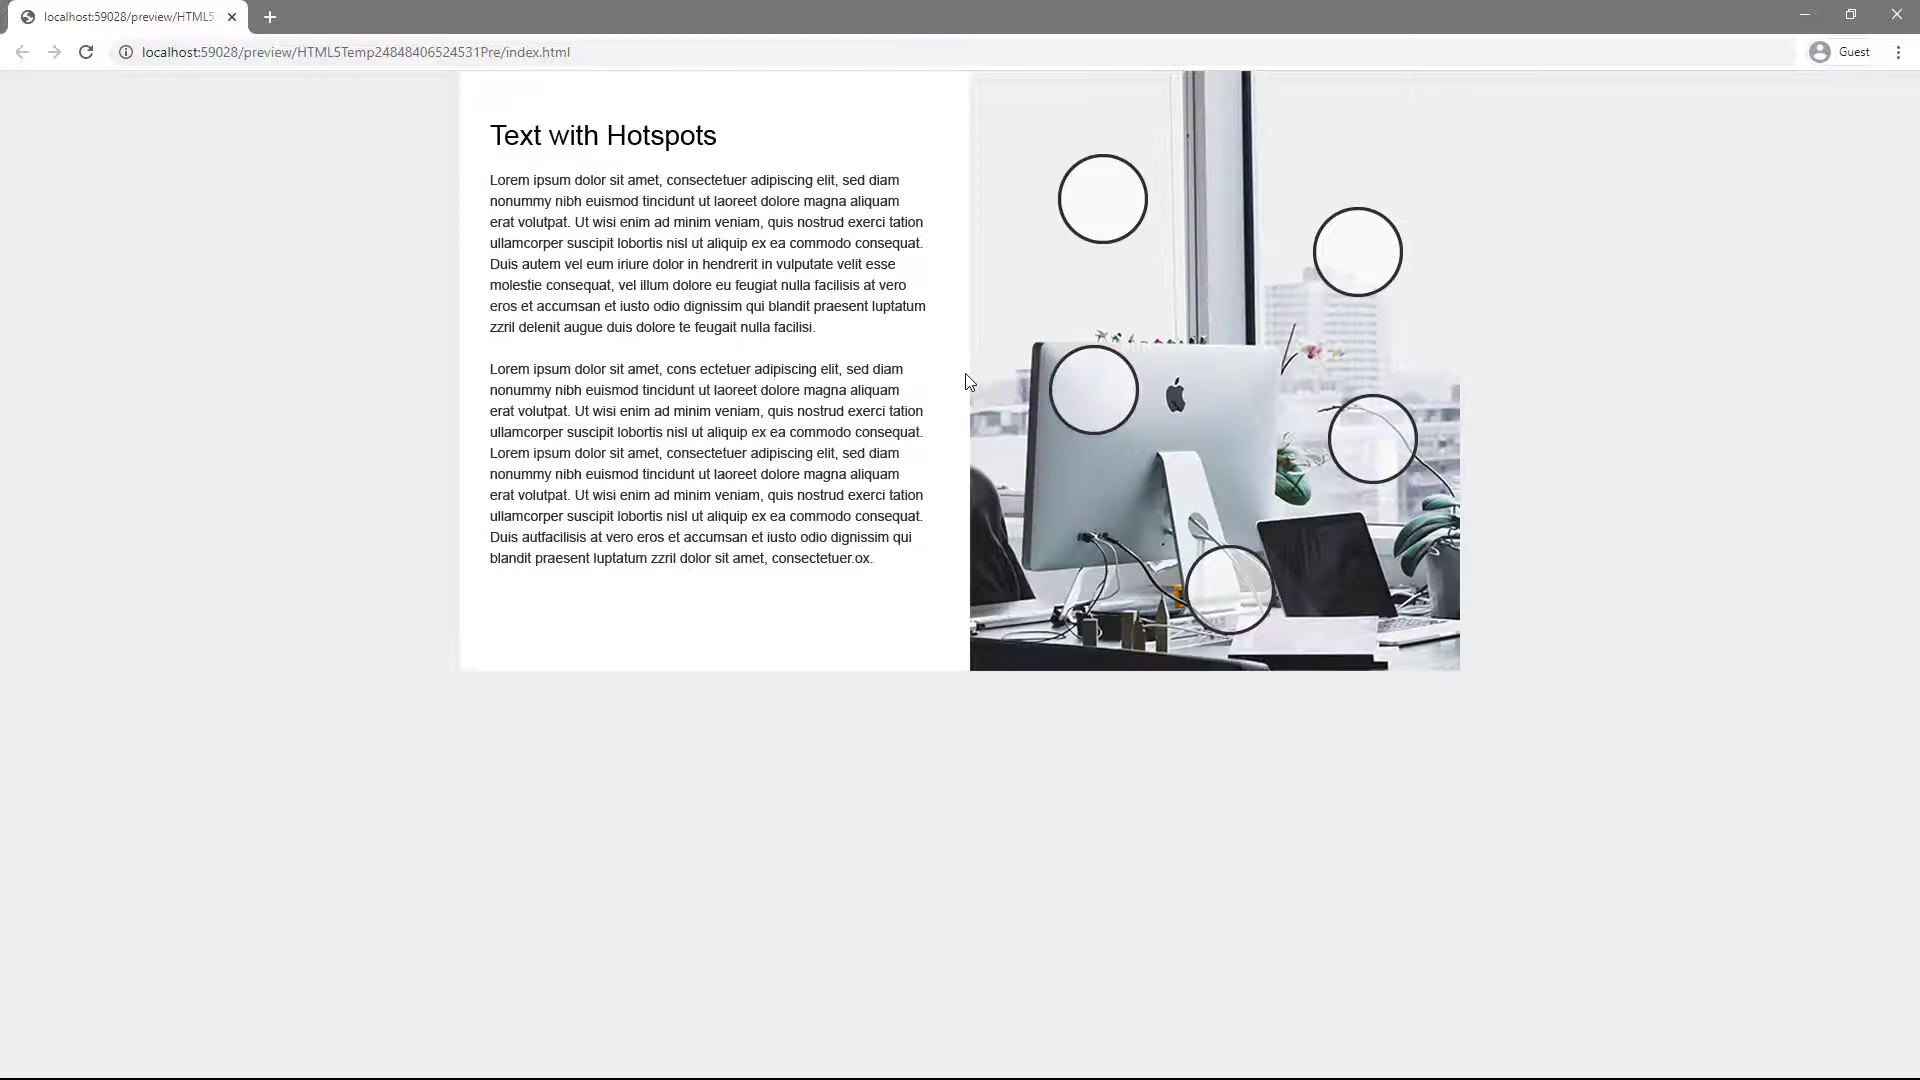 localhost:59028/preview/HTML5
localhost:59028/preview/HTML5Temp24848406524531Pre/index.html
Guest
Text with Hotspots
Lorem ipsum dolor sit amet, consectetuer adipiscing elit, sed diam
nonummy nibh euismod tincidunt ut laoreet dolore magna aliquam
erat volutpat. Ut wisi enim ad minim veniam, quis nostrud exerci tation
ullamcorper suscipit lobortis nisl ut aliquip ex ea commodo consequat.
Duis autem vel eum iriure dolor in hendrerit in vulputate velit esse
molestie consequat, vel illum dolore eu feugiat nulla facilisis at vero
eros et accumsan et iusto odio dignissim qui blandit praesent luptatum
zzril delenit augue duis dolore te feugait nulla facilisi.
Lorem ipsum dolor sit amet, cons ectetuer adipiscing elit, sed diam
nonummy nibh euismod tincidunt ut laoreet dolore magna aliquam
erat volutpat. Ut wisi enim ad minim veniam, quis nostrud exerci tation
ullamcorper suscipit lobortis nisl ut aliquip ex ea commodo consequat.
Lorem ipsum dolor sit amet, consectetuer adipiscing elit, sed diam
nonummy nibh euismod tincidunt ut laoreet dolore magna aliquam
erat volutpat. Ut wisi enim ad minim veniam, quis nostrud exerci tation
ullamcorper suscipit lobortis nisl ut aliquip ex ea commodo consequat.
Duis autfacilisis at vero eros et accumsan et iusto odio dignissim qui
blandit praesent luptatum zzril dolor sit amet, consectetuer.ox.